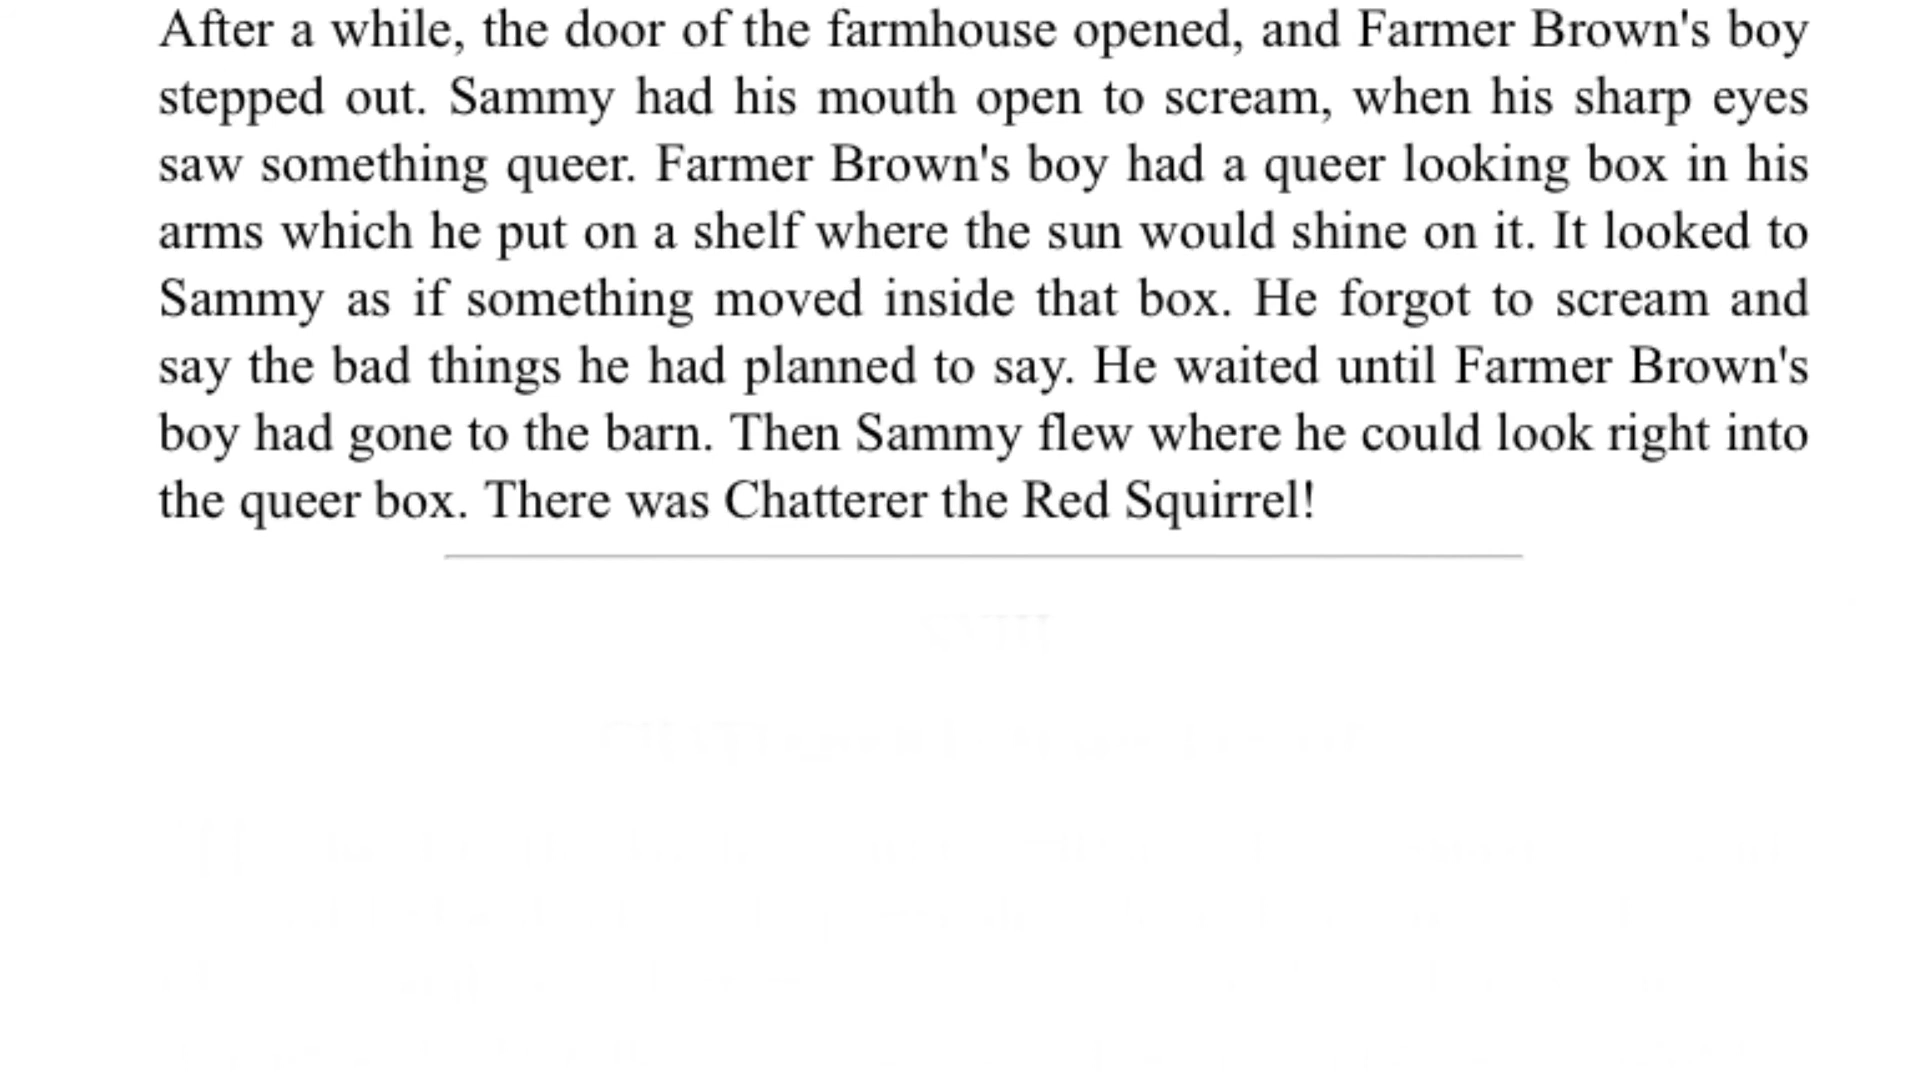 After a while, the door of the farmhouse opened, and Farmer Brown's boy
stepped out. Sammy had his mouth open to scream, when his sharp eyes
saw something queer. Farmer Brown's boy had a queer looking box in his
arms which he put on a shelf where the sun would shine on it. It looked to
Sammy as if something moved inside that box. He forgot to scream and
say the bad things he had planned to say. He waited until Farmer Brown's
boy had gone to the barn. Then Sammy flew where he could look right into
the queer box. There was Chatterer the Red Squirrel!